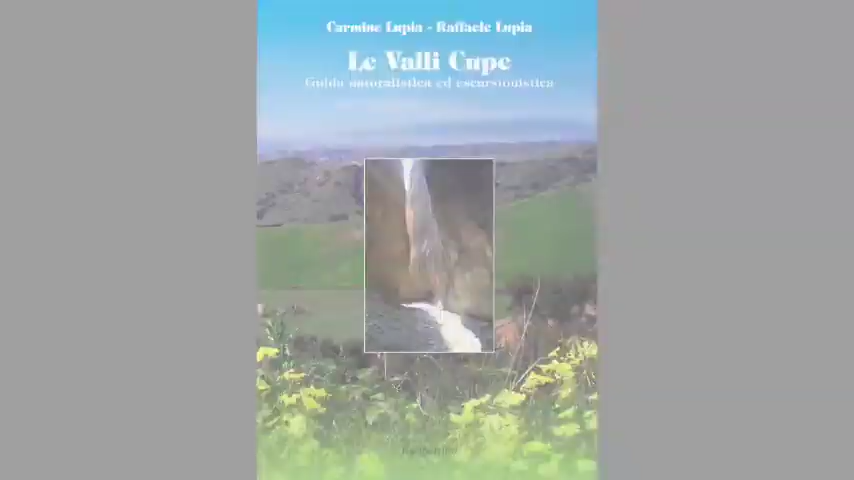 Carmine Lupia - Raffaele Lupia
Le Valli Cupe
Guida naturalistica ed escursionistica